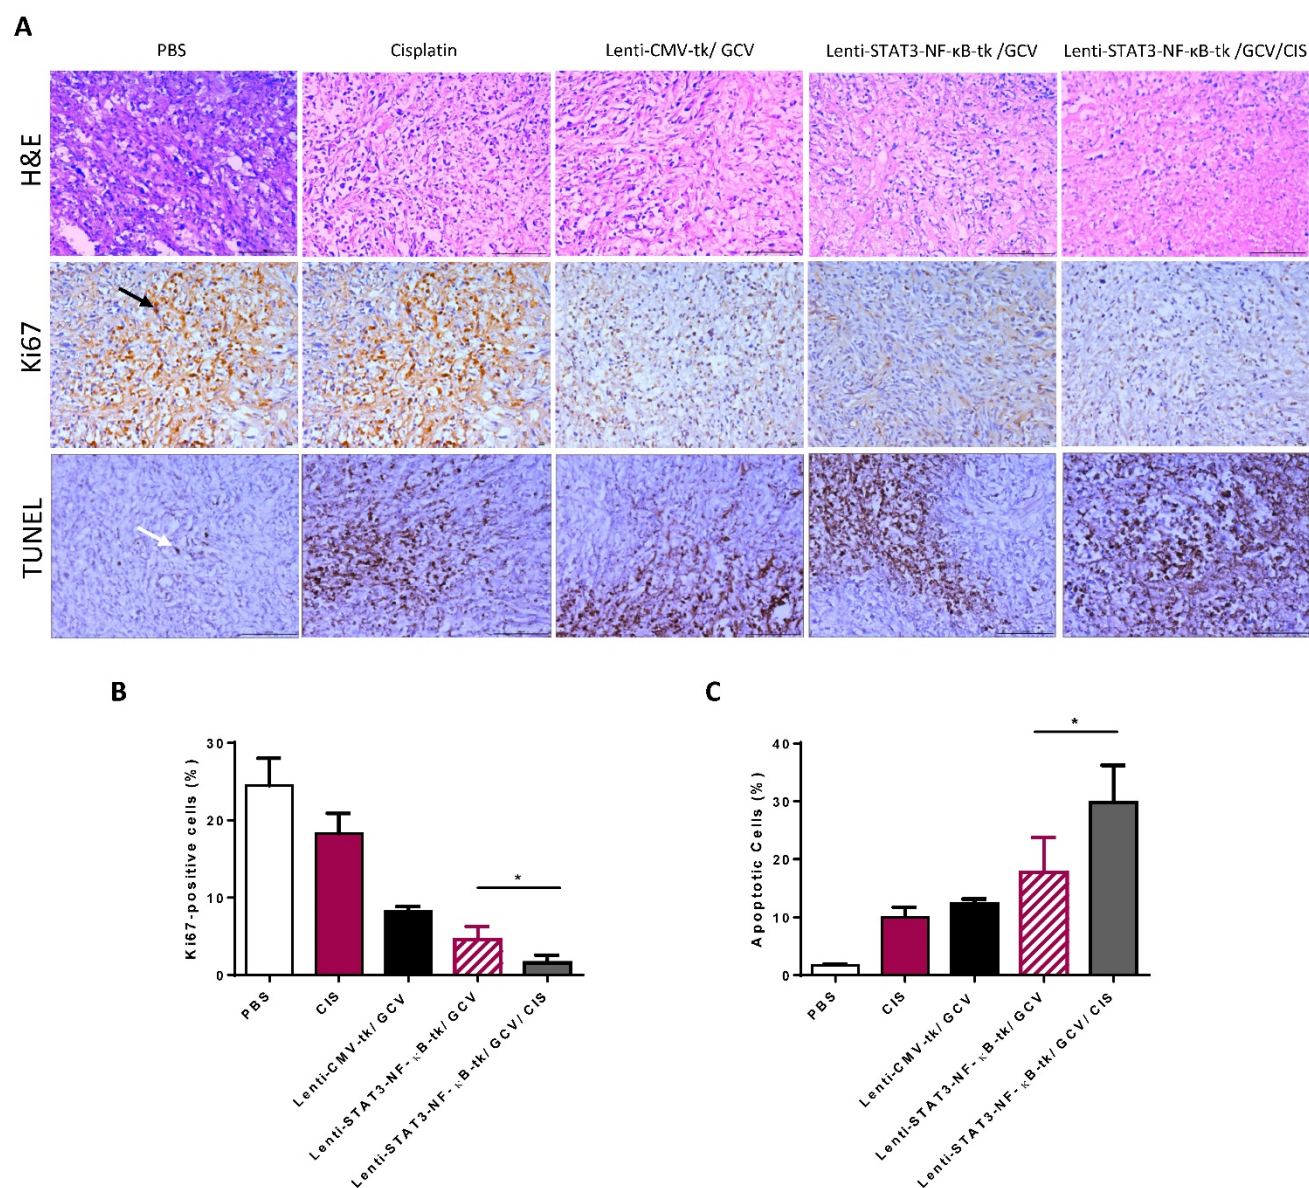 A
PBS
Cisplatin
Lenti-CMV-tk/ GCV
Lenti-STAT3-NF-κB-tk /GCV
Lenti-STAT3-NF-κB-tk /GCV/CIS
H&E
Ki67
TUNEL
B
Ki67-positive cells (%)
30
20
10
0
*
PBS
CIS
Lenti-CMV-tk/ GCV
Lenti-STAT3-NF-κB-tk/ GCV
Lenti-STAT3-NF-κB-tk/ GCV/ CIS
C
Apoptotic Cells (%)
40
30
20
10
0
*
PBS
CIS
Lenti-CMV-tk/ GCV
Lenti-STAT3-NF-κB-tk/ GCV
Lenti-STAT3-NF-κB-tk/ GCV/ CIS